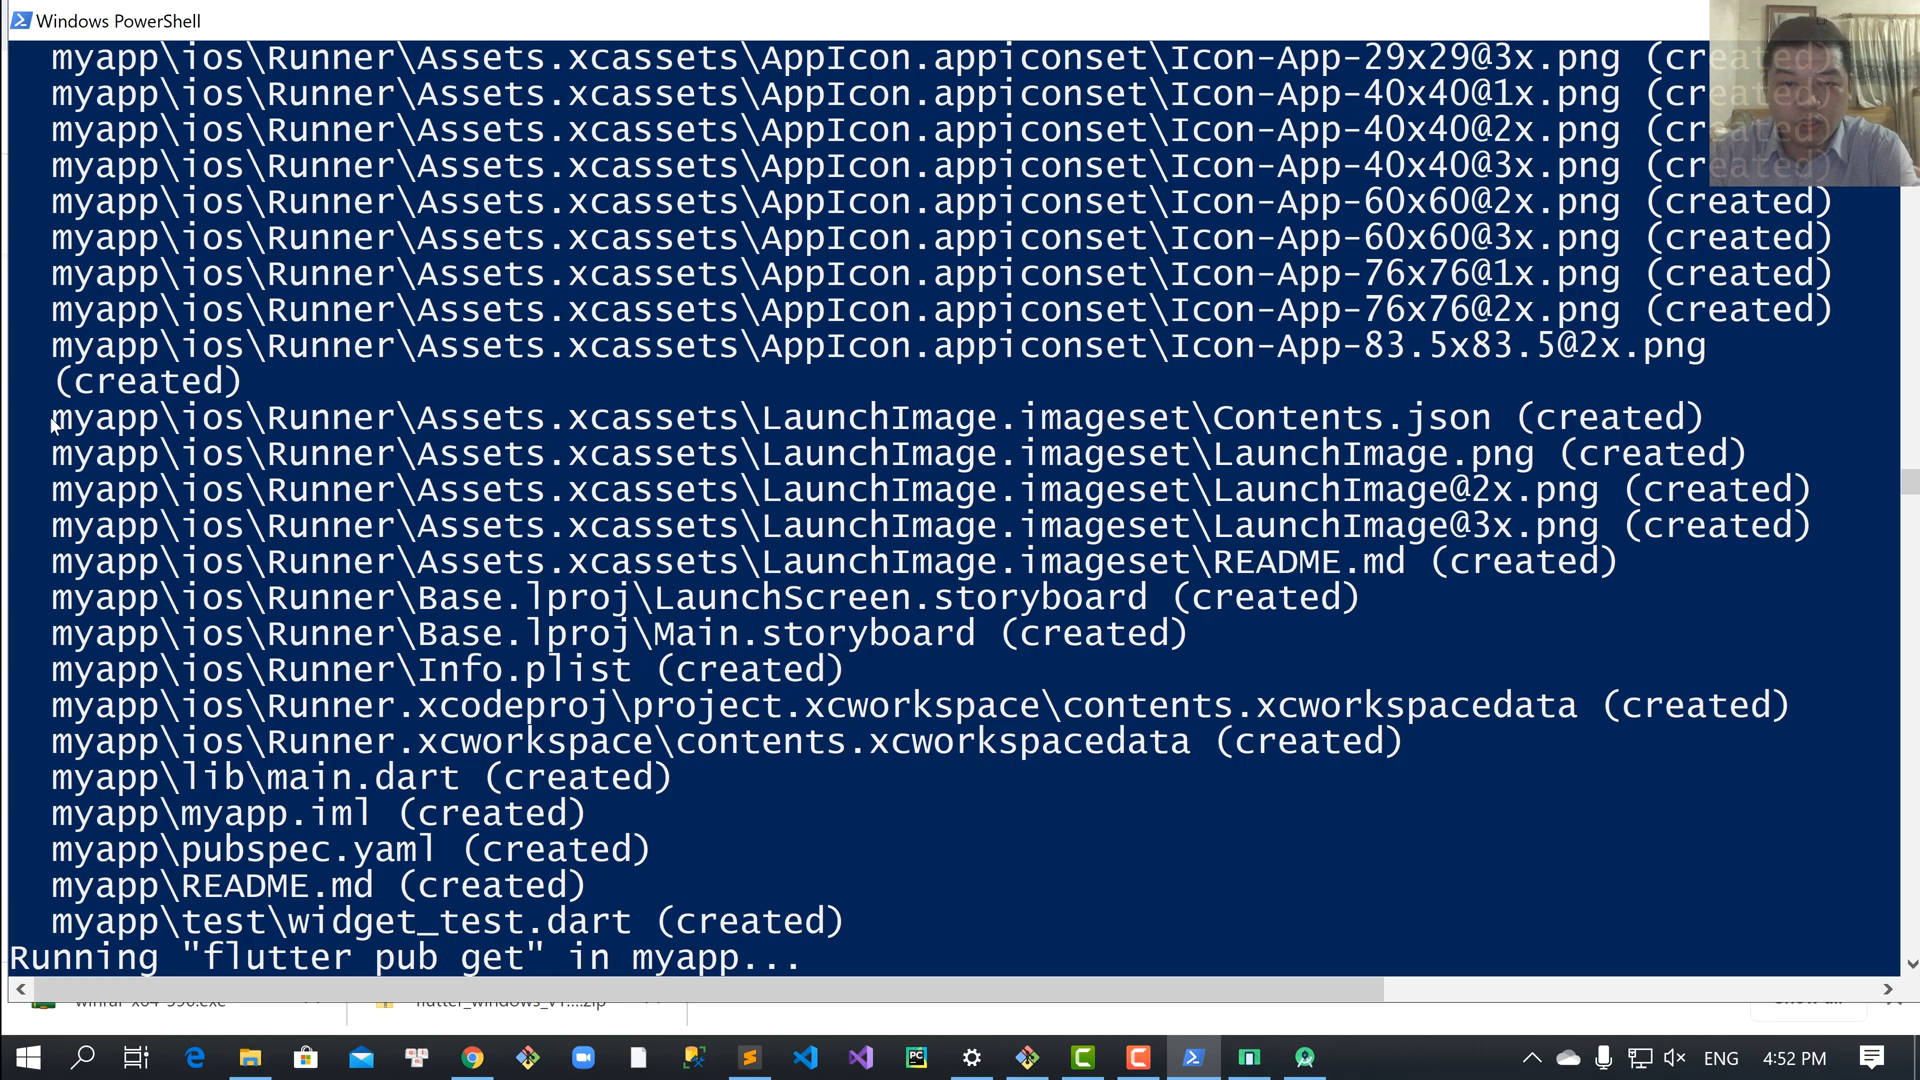 Windows PowerShell
myapp\ios\Runner\Assets.xcassets\AppIcon.appiconset\Icon-App-29x29@3x.png (created)
myapp\ios\Runner\Assets.xcassets\AppIcon.appiconset\Icon-App-40x40@1x.png (created)
myapp\ios\Runner\Assets.xcassets\AppIcon.appiconset\Icon-App-40x40@2x.png (created)
myapp\ios\Runner\Assets.xcassets\AppIcon.appiconset\Icon-App-40x40@3x.png (created)
myapp\ios\Runner\Assets.xcassets\AppIcon.appiconset\Icon-App-60x60@2x.png (created)
myapp\ios\Runner\Assets.xcassets\AppIcon.appiconset\Icon-App-60x60@3x.png (created)
myapp\ios\Runner\Assets.xcassets\AppIcon.appiconset\Icon-App-76x76@1x.png (created)
myapp\ios\Runner\Assets.xcassets\AppIcon.appiconset\Icon-App-76x76@2x.png (created)
myapp\ios\Runner\Assets.xcassets\AppIcon.appiconset\Icon-App-83.5x83.5@2x.png
(created)
myapp\ios\Runner\Assets.xcassets\LaunchImage.imageset\Contents.json (created)
myapp\ios\Runner\Assets.xcassets\LaunchImage.imageset\LaunchImage.png (created)
myapp\ios\Runner\Assets.xcassets\LaunchImage.imageset\LaunchImage@2x.png (created)
myapp\ios\Runner\Assets.xcassets\LaunchImage.imageset\LaunchImage@3x.png (created)
myapp\ios\Runner\Assets.xcassets\LaunchImage.imageset\README.md (created)
myapp\ios\Runner\Base.lproj\LaunchScreen.storyboard (created)
myapp\ios\Runner\Base.lproj\Main.storyboard (created)
myapp\ios\Runner\Info.plist (created)
myapp\ios\Runner.xcodeproj\project.xcworkspace\contents.xcworkspacedata (created)
myapp\ios\Runner.xcworkspace\contents.xcworkspacedata (created)
myapp\lib\main.dart (created)
myapp\myapp.iml (created)
myapp\pubspec.yaml (created)
myapp\README.md (created)
myapp\test\widget_test.dart (created)
Running "flutter pub get" in myapp...
ENG
4:52 PM